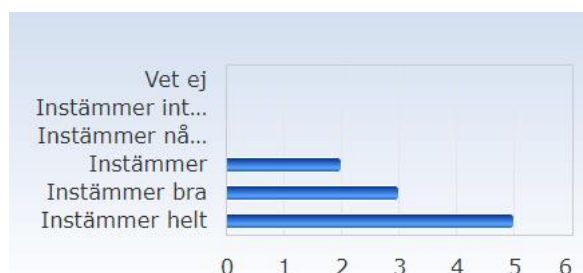 Vet ej
Instämmer int...
Instämmer nå...
Instämmer
Instämmer bra
Instämmer helt
0 1 2 3 4 5 6